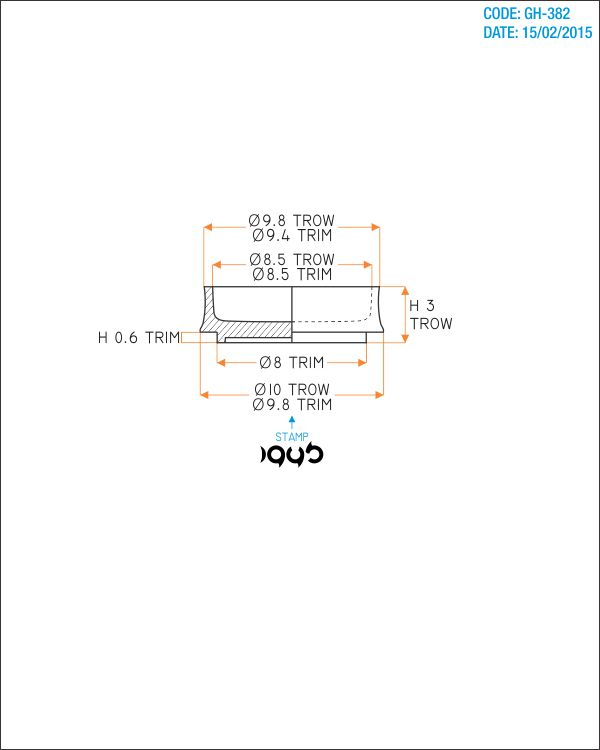 CODE: GH-382
DATE: 15/02/2015
Ø9.8 TROW
Ø9.4 TRIM
Ø8.5 TROW
Ø8.5 TRIM
H 3
TROW
H 0.6 TRIM
Ø8 TRIM
Ø10 TROW
Ø9.8 TRIM
STAMP